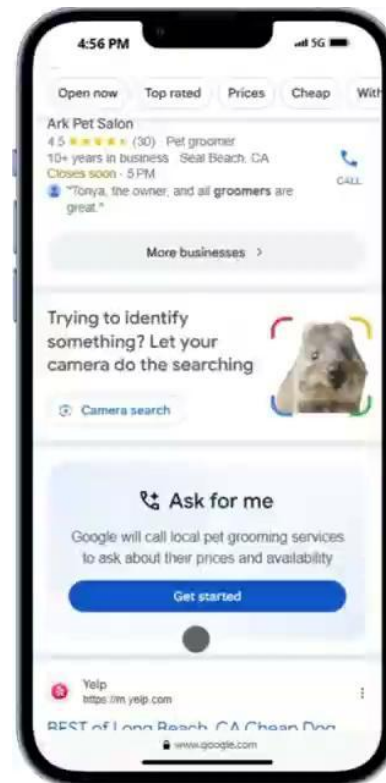 4:56 PM 5G
Open now Top rated Prices Cheap With
Ark Pet Salon
4.5 (30) · Pet groomer
10+ years in business · Seal Beach, CA
Closes soon · 5 PM
CALL
"Tonya, the owner, and all groomers are
great."
More businesses >
Trying to identify
something? Let your
camera do the searching
Camera search
Ask for me
Google will call local pet grooming services
to ask about their prices and availability
Get started
Yelp
https://m.yelp.com
BEST of Long Beach, CA Cheap Dog
www.google.com